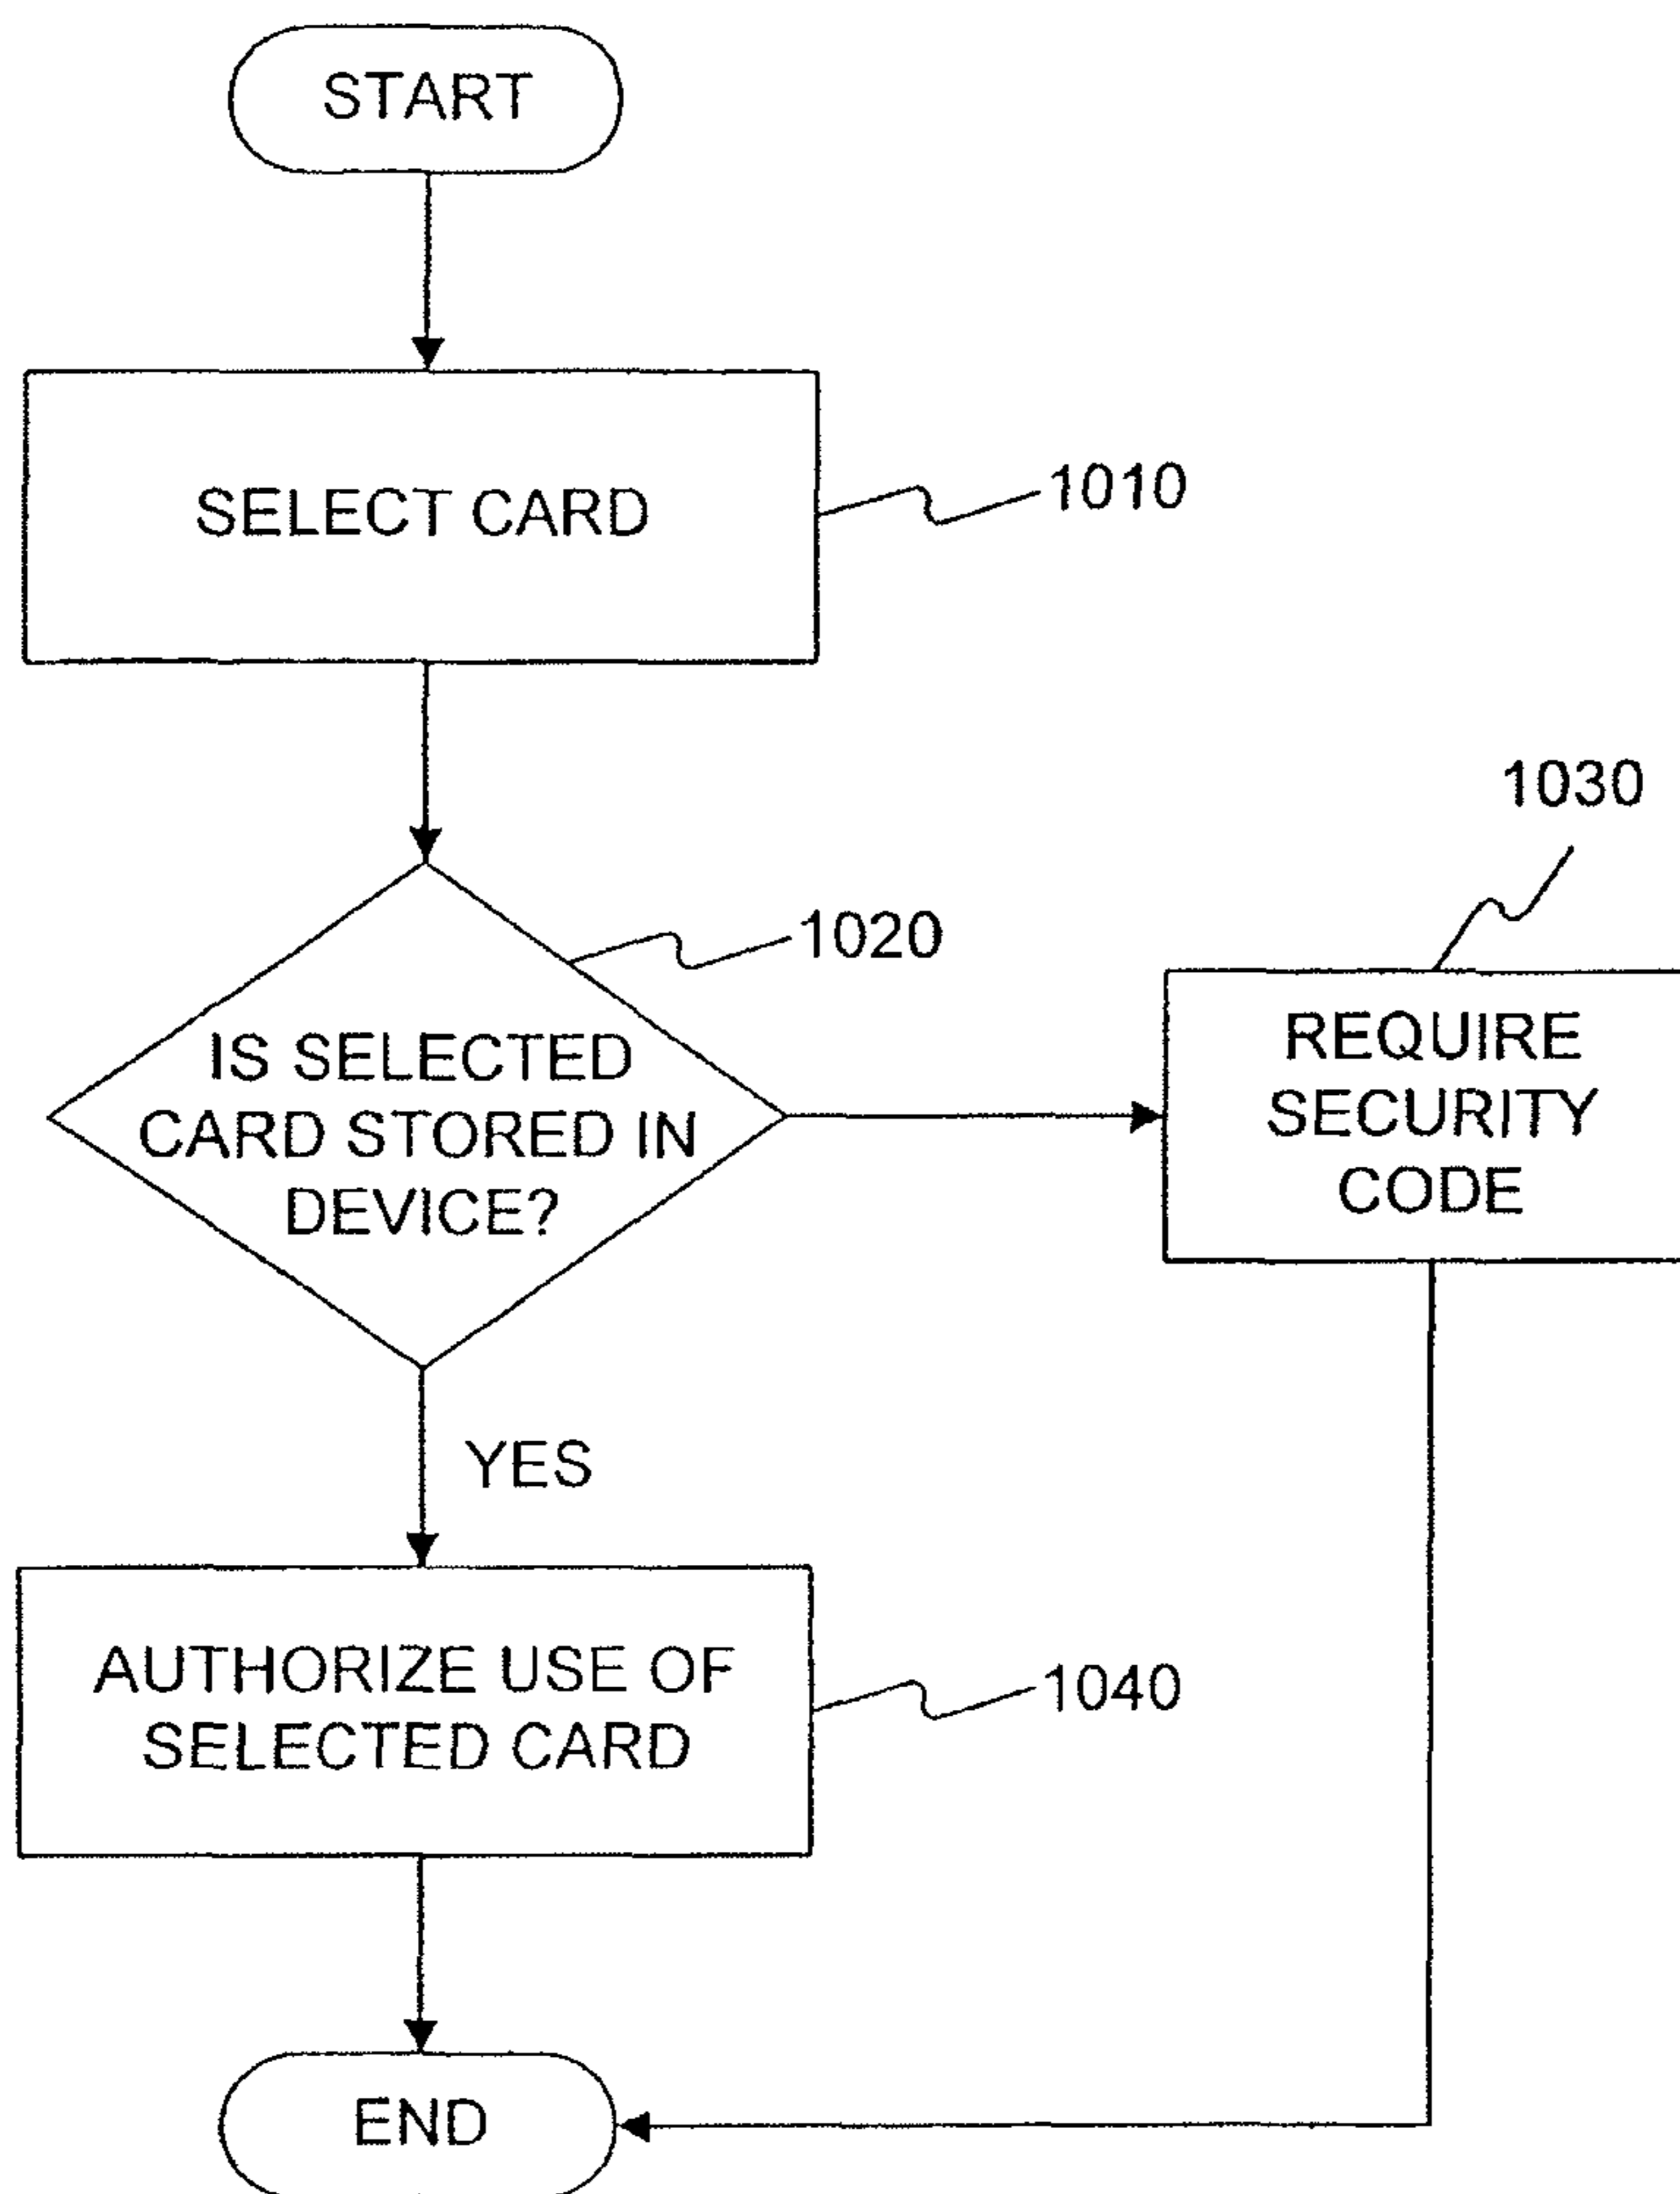 START
SELECT CARD
1010
1020
1030
IS SELECTED
CARD STORED IN
DEVICE?
REQUIRE
SECURITY
CODE
YES
AUTHORIZE USE OF
SELECTED CARD
1040
END